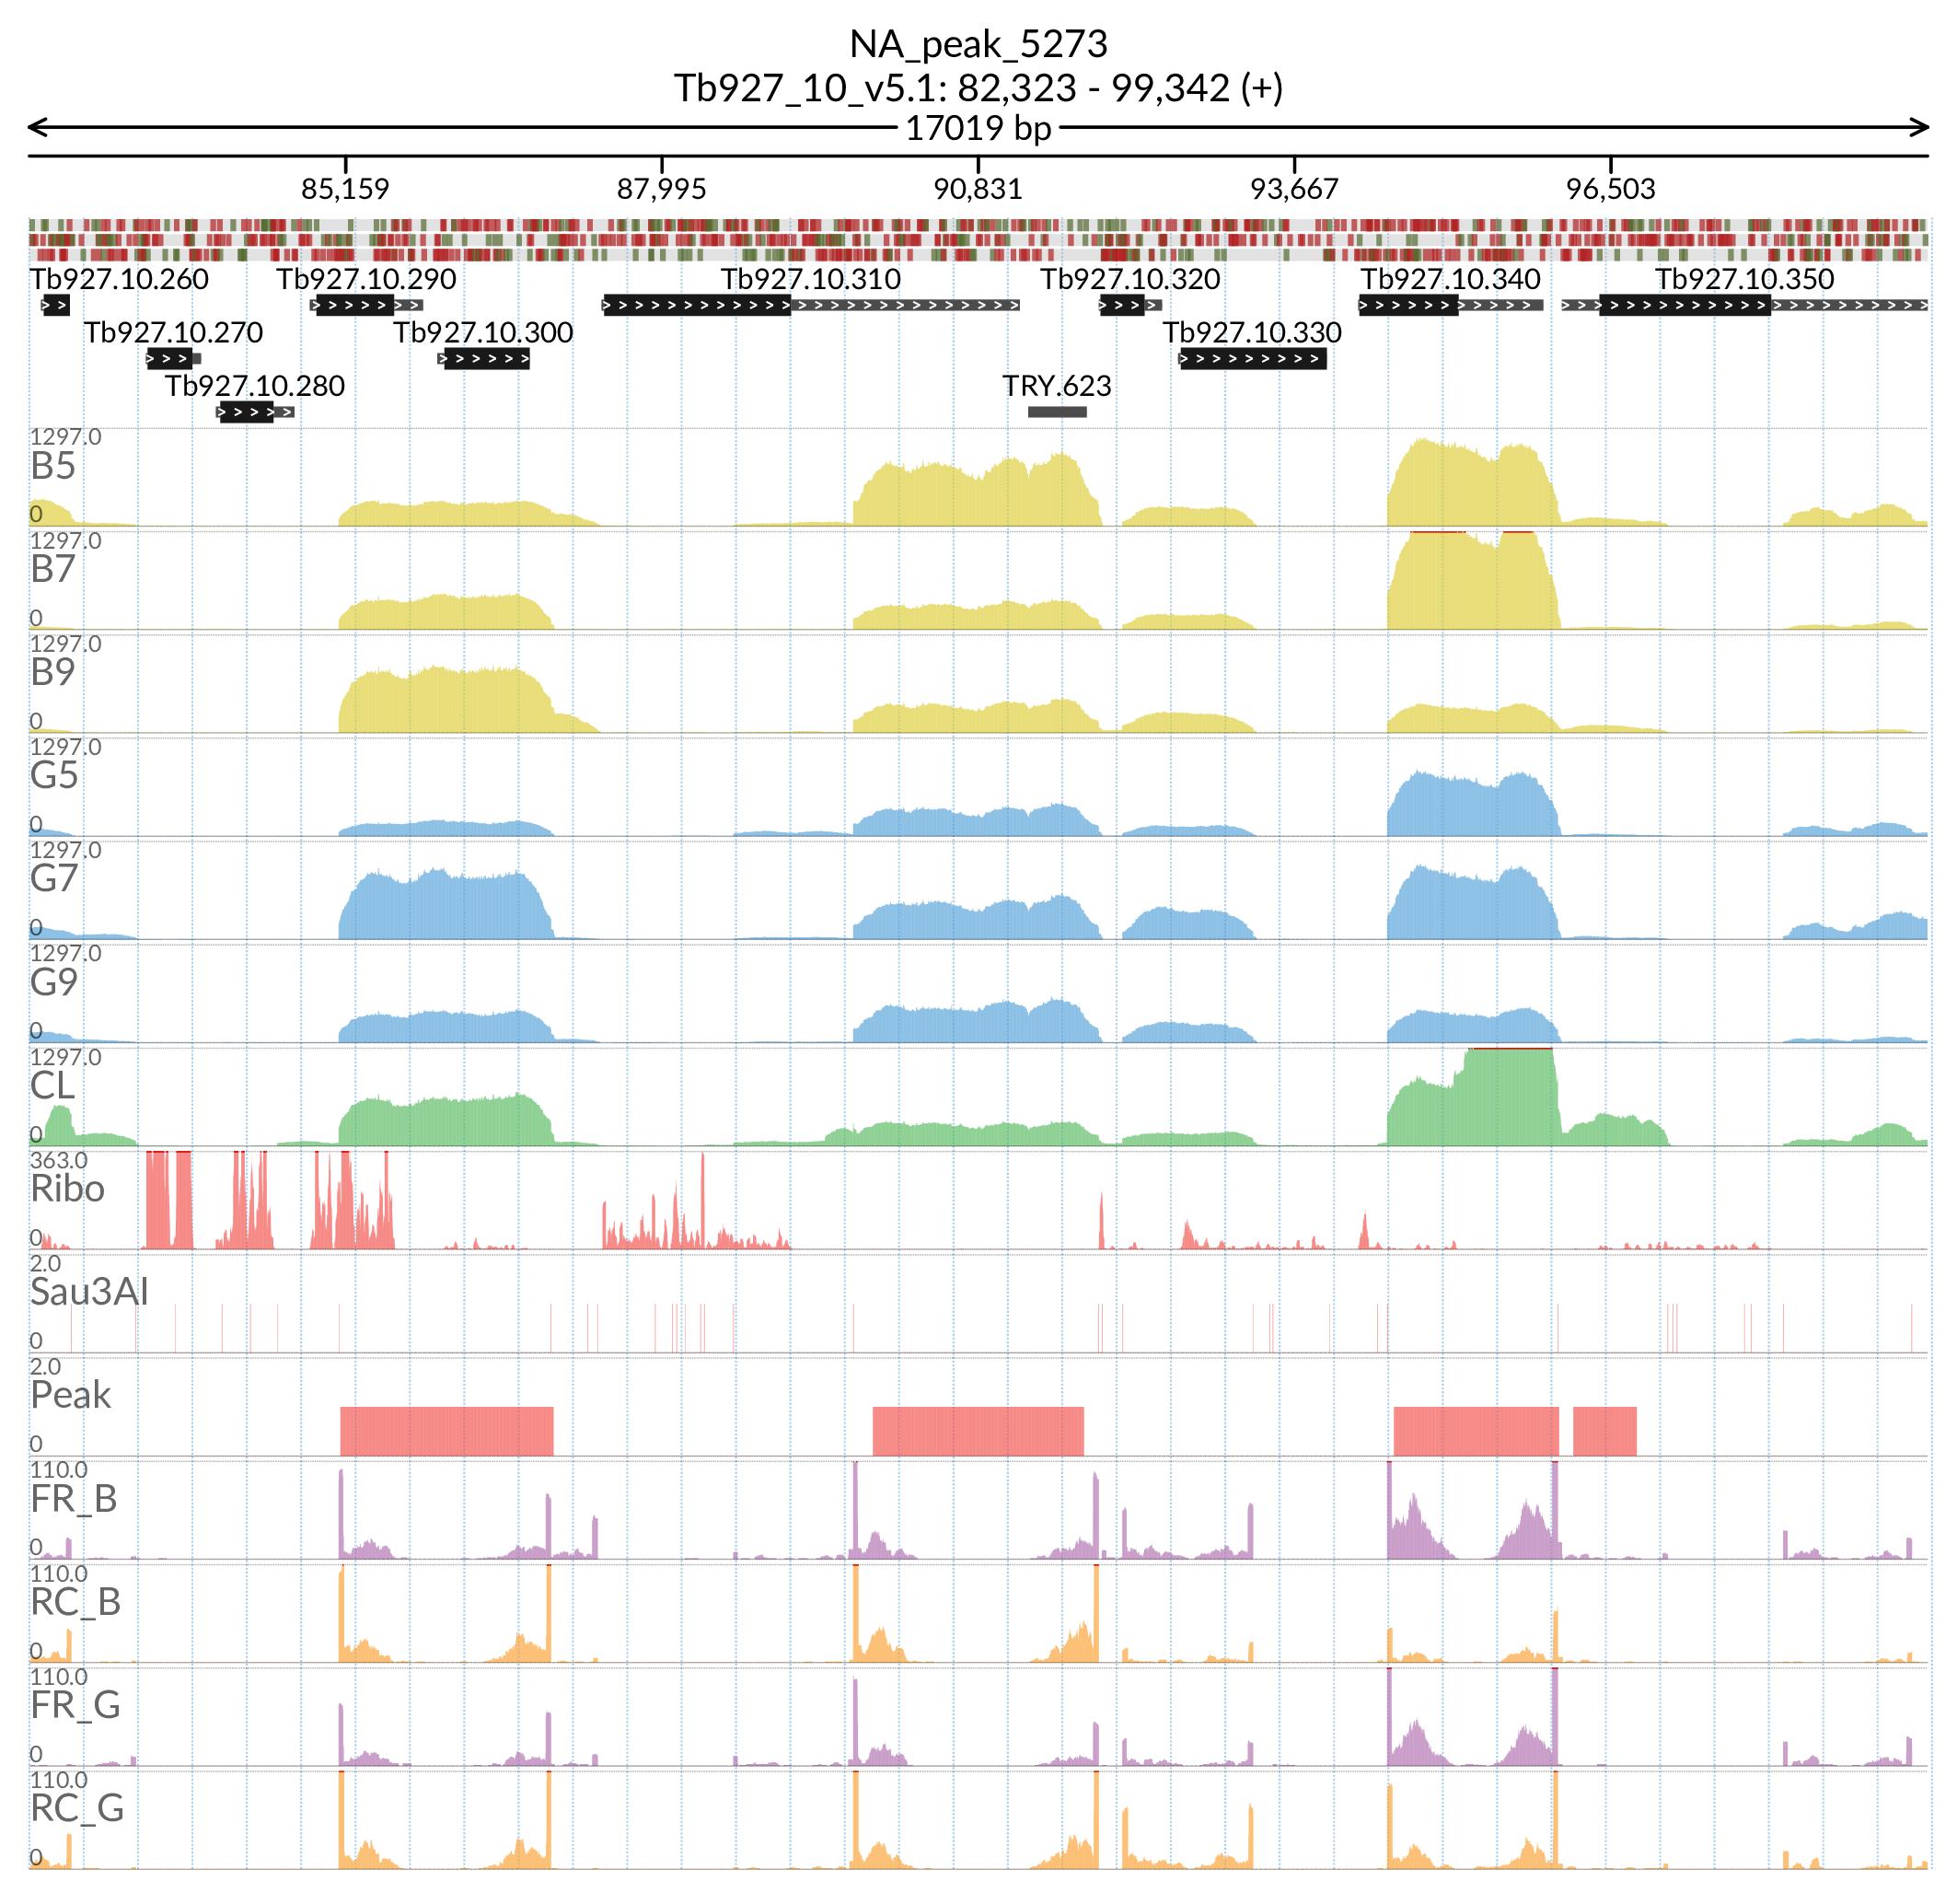 NA_peak_5273
Tb927_10_v5.1: 82,323 - 99,342 (+)
17019 bp
85,159 87,995 90,831 93,667 96,503
Tb927.10.260 Tb927.10.290 Tb927.10.310 Tb927.10.320 Tb927.10.340 Tb927.10.350
Tb927.10.270 Tb927.10.300 Tb927.10.330
Tb927.10.280 TRY.623
1297.0
B5
0
1297.0
B7
0
1297.0
B9
0
1297.0
G5
0
1297.0
G7
0
1297.0
G9
0
1297.0
CL
0
363.0
Ribo
0
2.0
Sau3AI
0
2.0
Peak
0
110.0
FR_B
0
110.0
RC_B
0
110.0
FR_G
0
110.0
RC_G
0